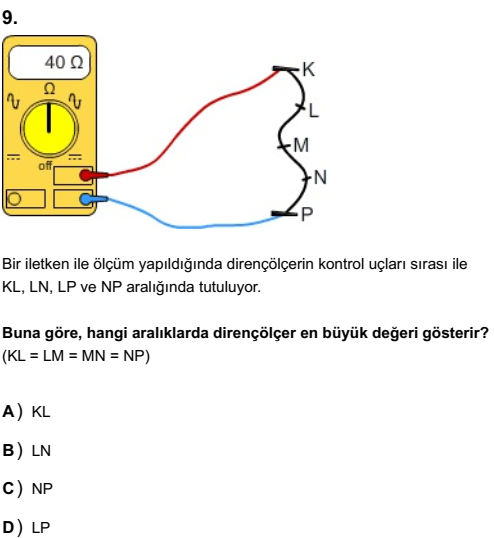 9.
40 Ω
Ω
off
K
L
M
N
P
Bir iletken ile ölçüm yapıldığında dirençölçerin kontrol uçları sırası ile
KL, LN, LP ve NP aralığında tutuluyor.
Buna göre, hangi aralıklarda dirençölçer en büyük değeri gösterir?
(KL = LM = MN = NP)
A) KL
B) LN
C) NP
D) LP